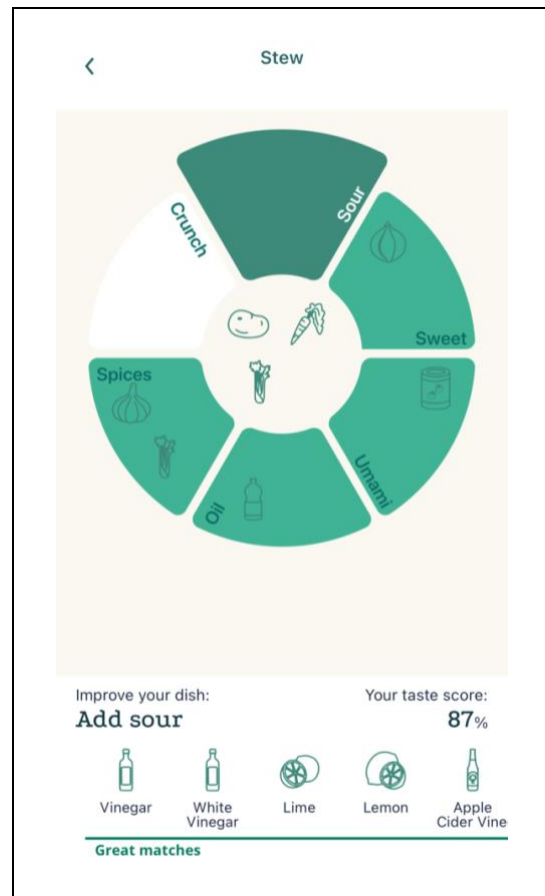 Stew
Sour
Crunch
Sweet
Spices
Umami
Oil
Improve your dish:
Your taste score:
Add sour
87%
Vinegar
White
Vinegar
Lime
Lemon
Apple
Cider Vine
Great matches